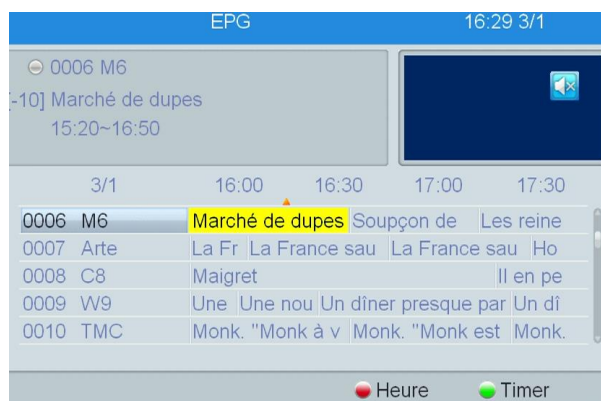 EPG 16:29 3/1
0006 M6
[-10] Marché de dupes
15:20~16:50
3/1 16:00 16:30 17:00 17:30
0006 M6 Marché de dupes Soupçon de Les reine
0007 Arte La Fr La France sau La France sau Ho
0008 C8 Maigret Il en pe
0009 W9 Une Une nou Un dîner presque par Un dî
0010 TMC Monk. "Monk à v Monk. "Monk est Monk.
Heure Timer